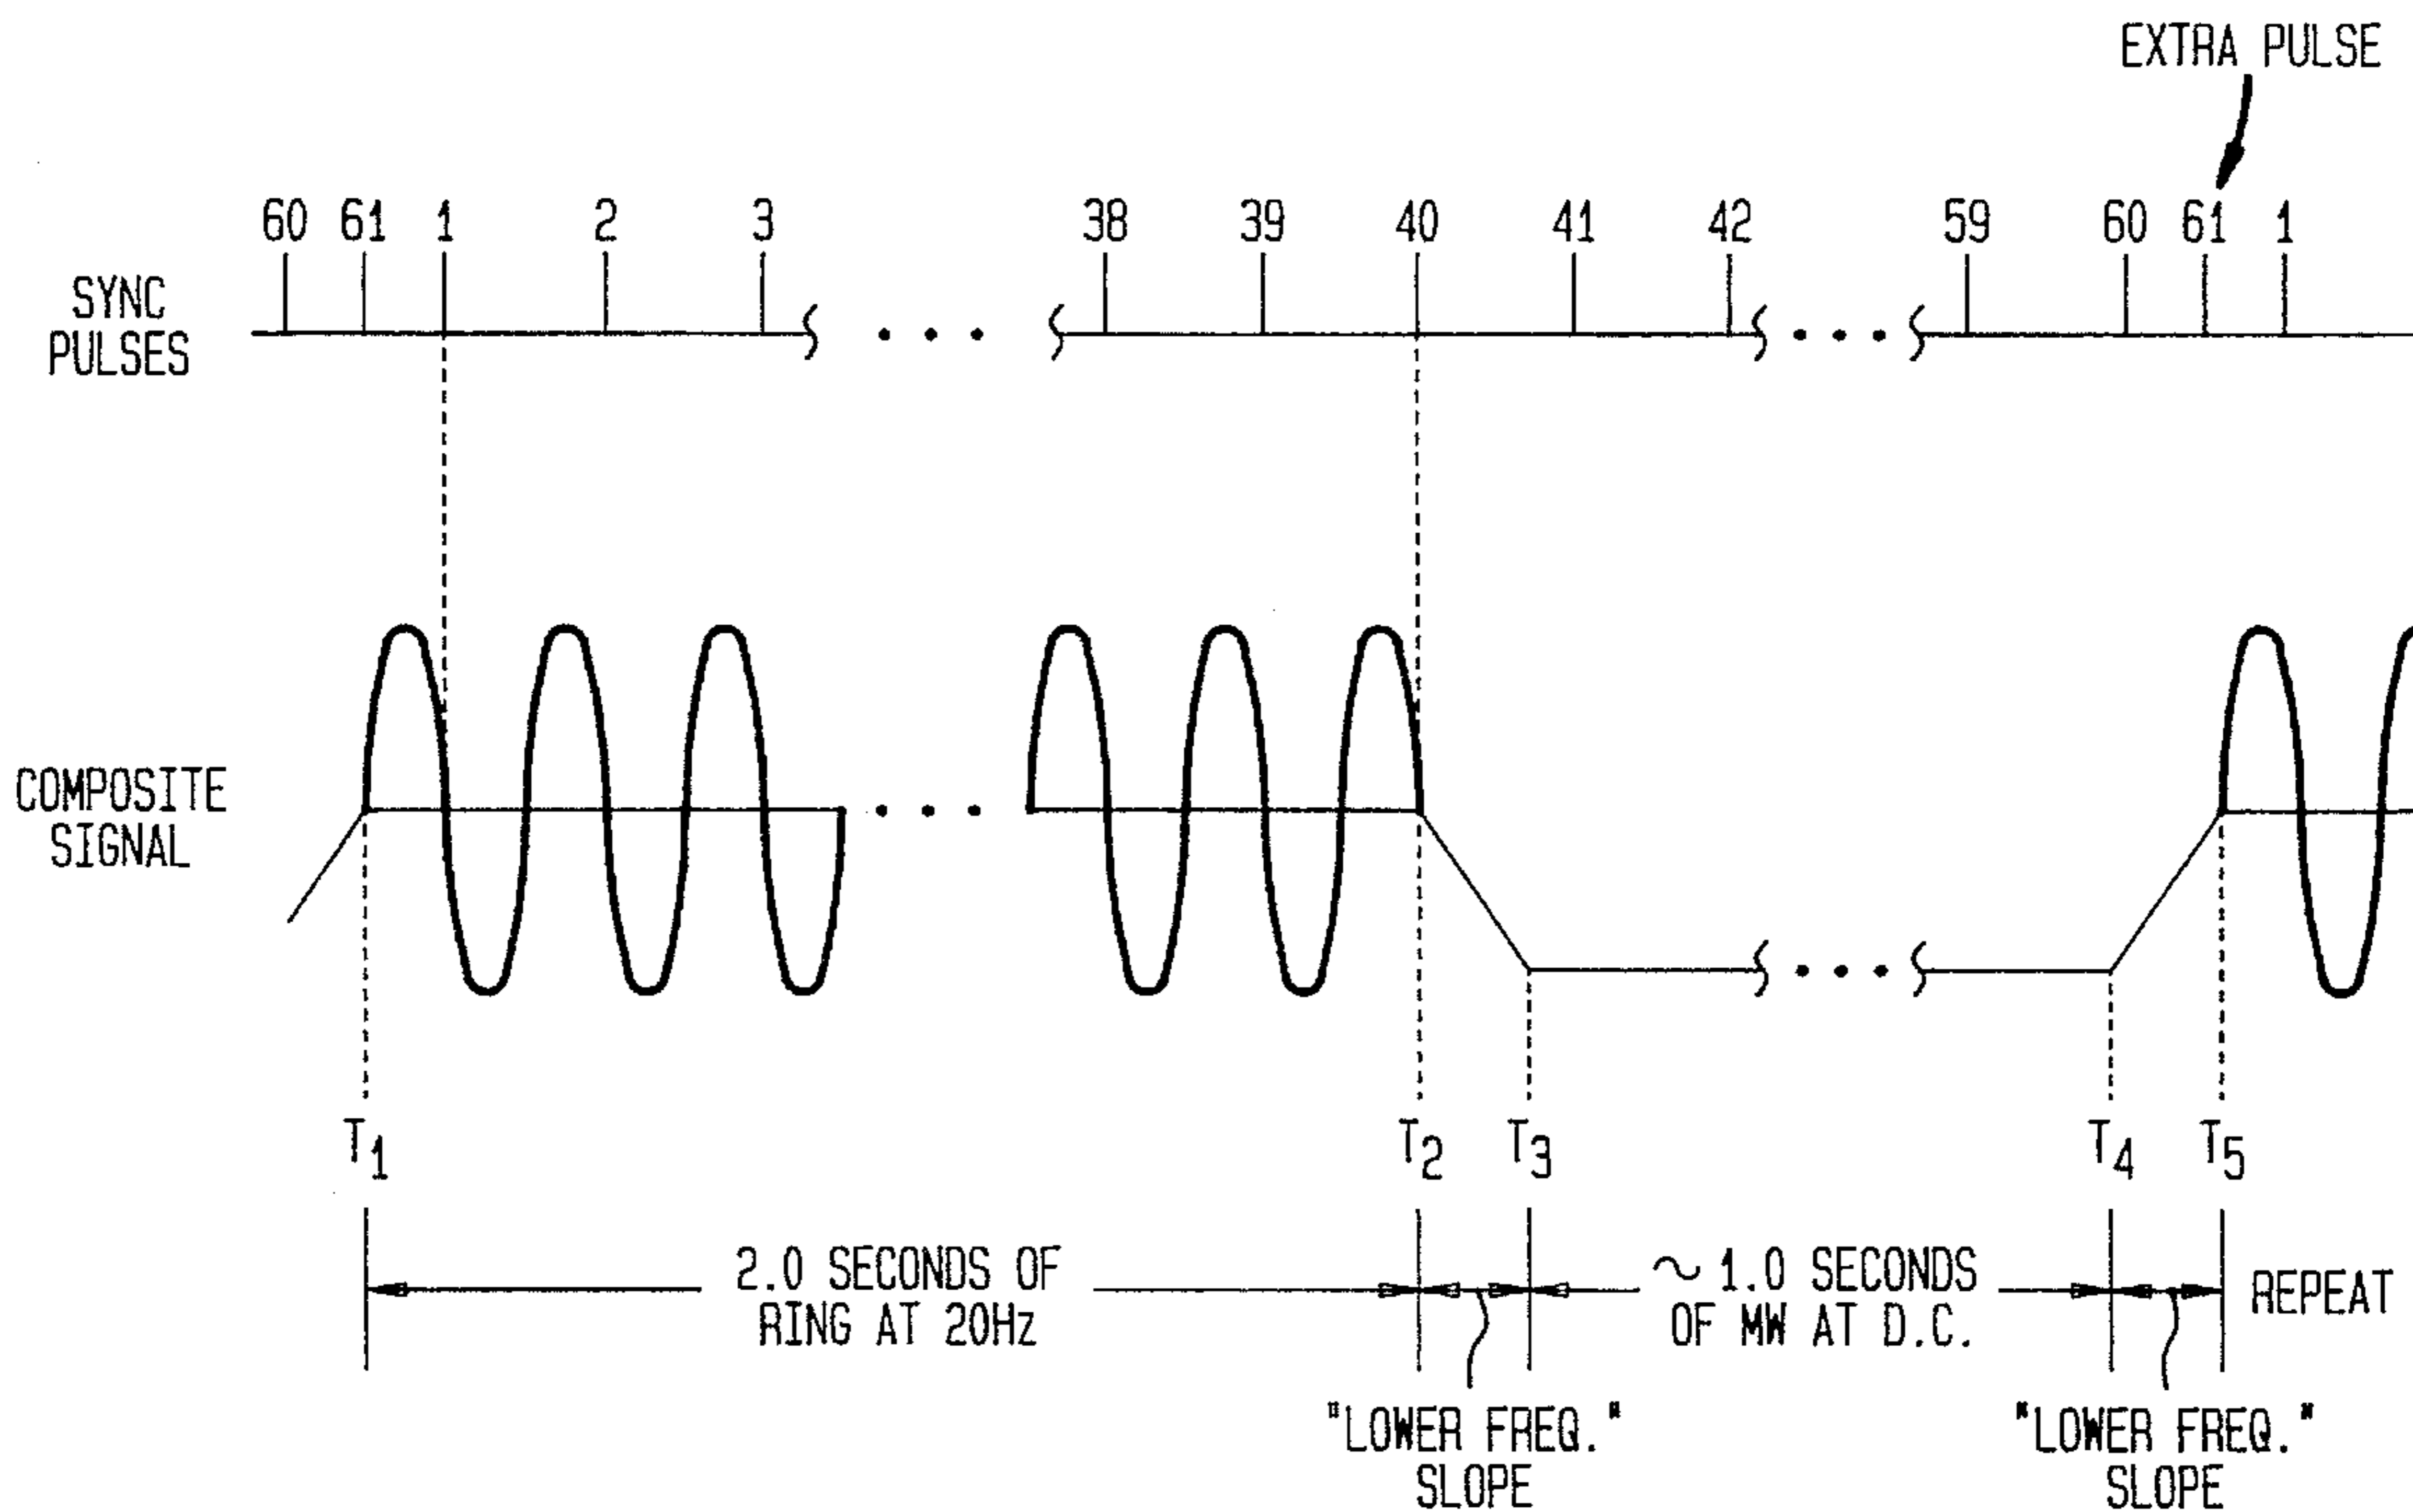 EXTRA PULSE
60 61 1 2 3 38 39 40 41 42 59 60 61 1
SYNC
PULSES
COMPOSITE
SIGNAL
T1 T2 T3 T4 T5
2.0 SECONDS OF
RING AT 20Hz
~ 1.0 SECONDS
OF MW AT D.C.
REPEAT
"LOWER FREQ."
SLOPE
"LOWER FREQ."
SLOPE